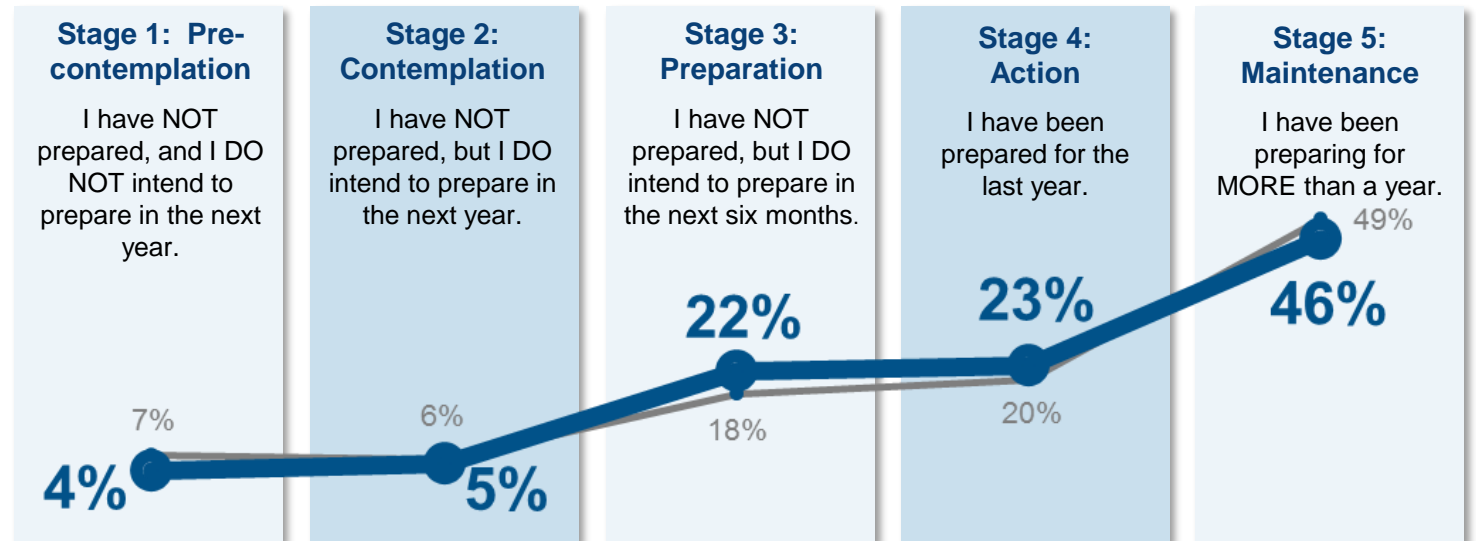 Stage 1:  Pre-
contemplation
I have NOT
prepared, and I DO
NOT intend to
prepare in the next
year.
7%
4%
Stage 2:
Contemplation
I have NOT
prepared, but I DO
intend to prepare in
the next year.
6%
5%
Stage 3:
Preparation
I have NOT
prepared, but I DO
intend to prepare in
the next six months.
22%
18%
Stage 4:
Action
I have been
prepared for the
last year.
23%
20%
Stage 5:
Maintenance
I have been
preparing for
MORE than a year.
49%
46%